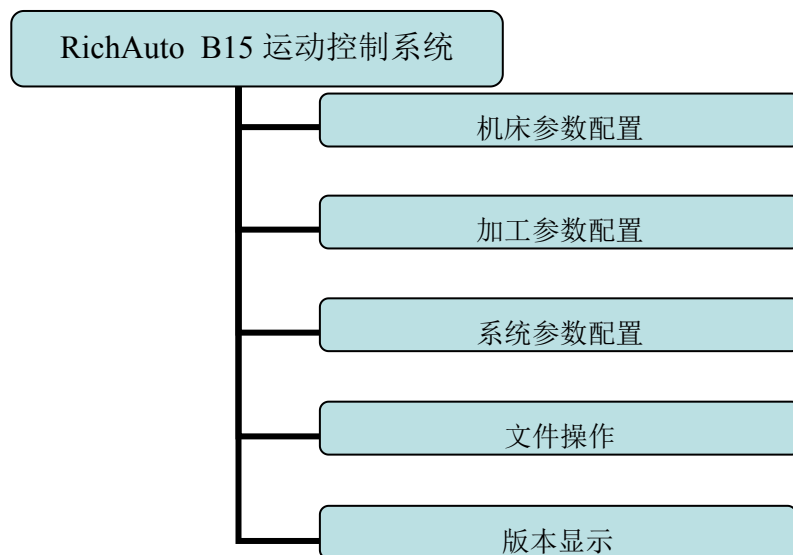 RichAuto B15 运动控制系统
机床参数配置
加工参数配置
系统参数配置
文件操作
版本显示